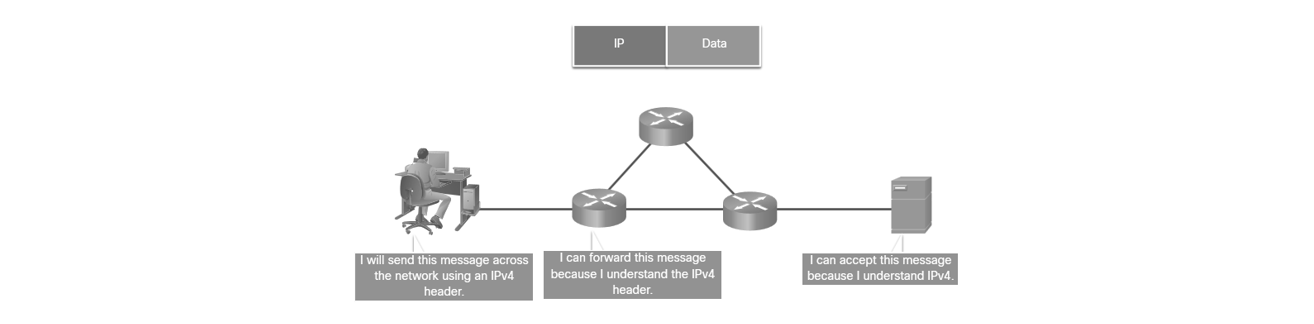 IP
Data
I will send this message across
the network using an IPv4
header.
I can forward this message
because I understand the IPv4
header.
I can accept this message
because I understand IPv4.